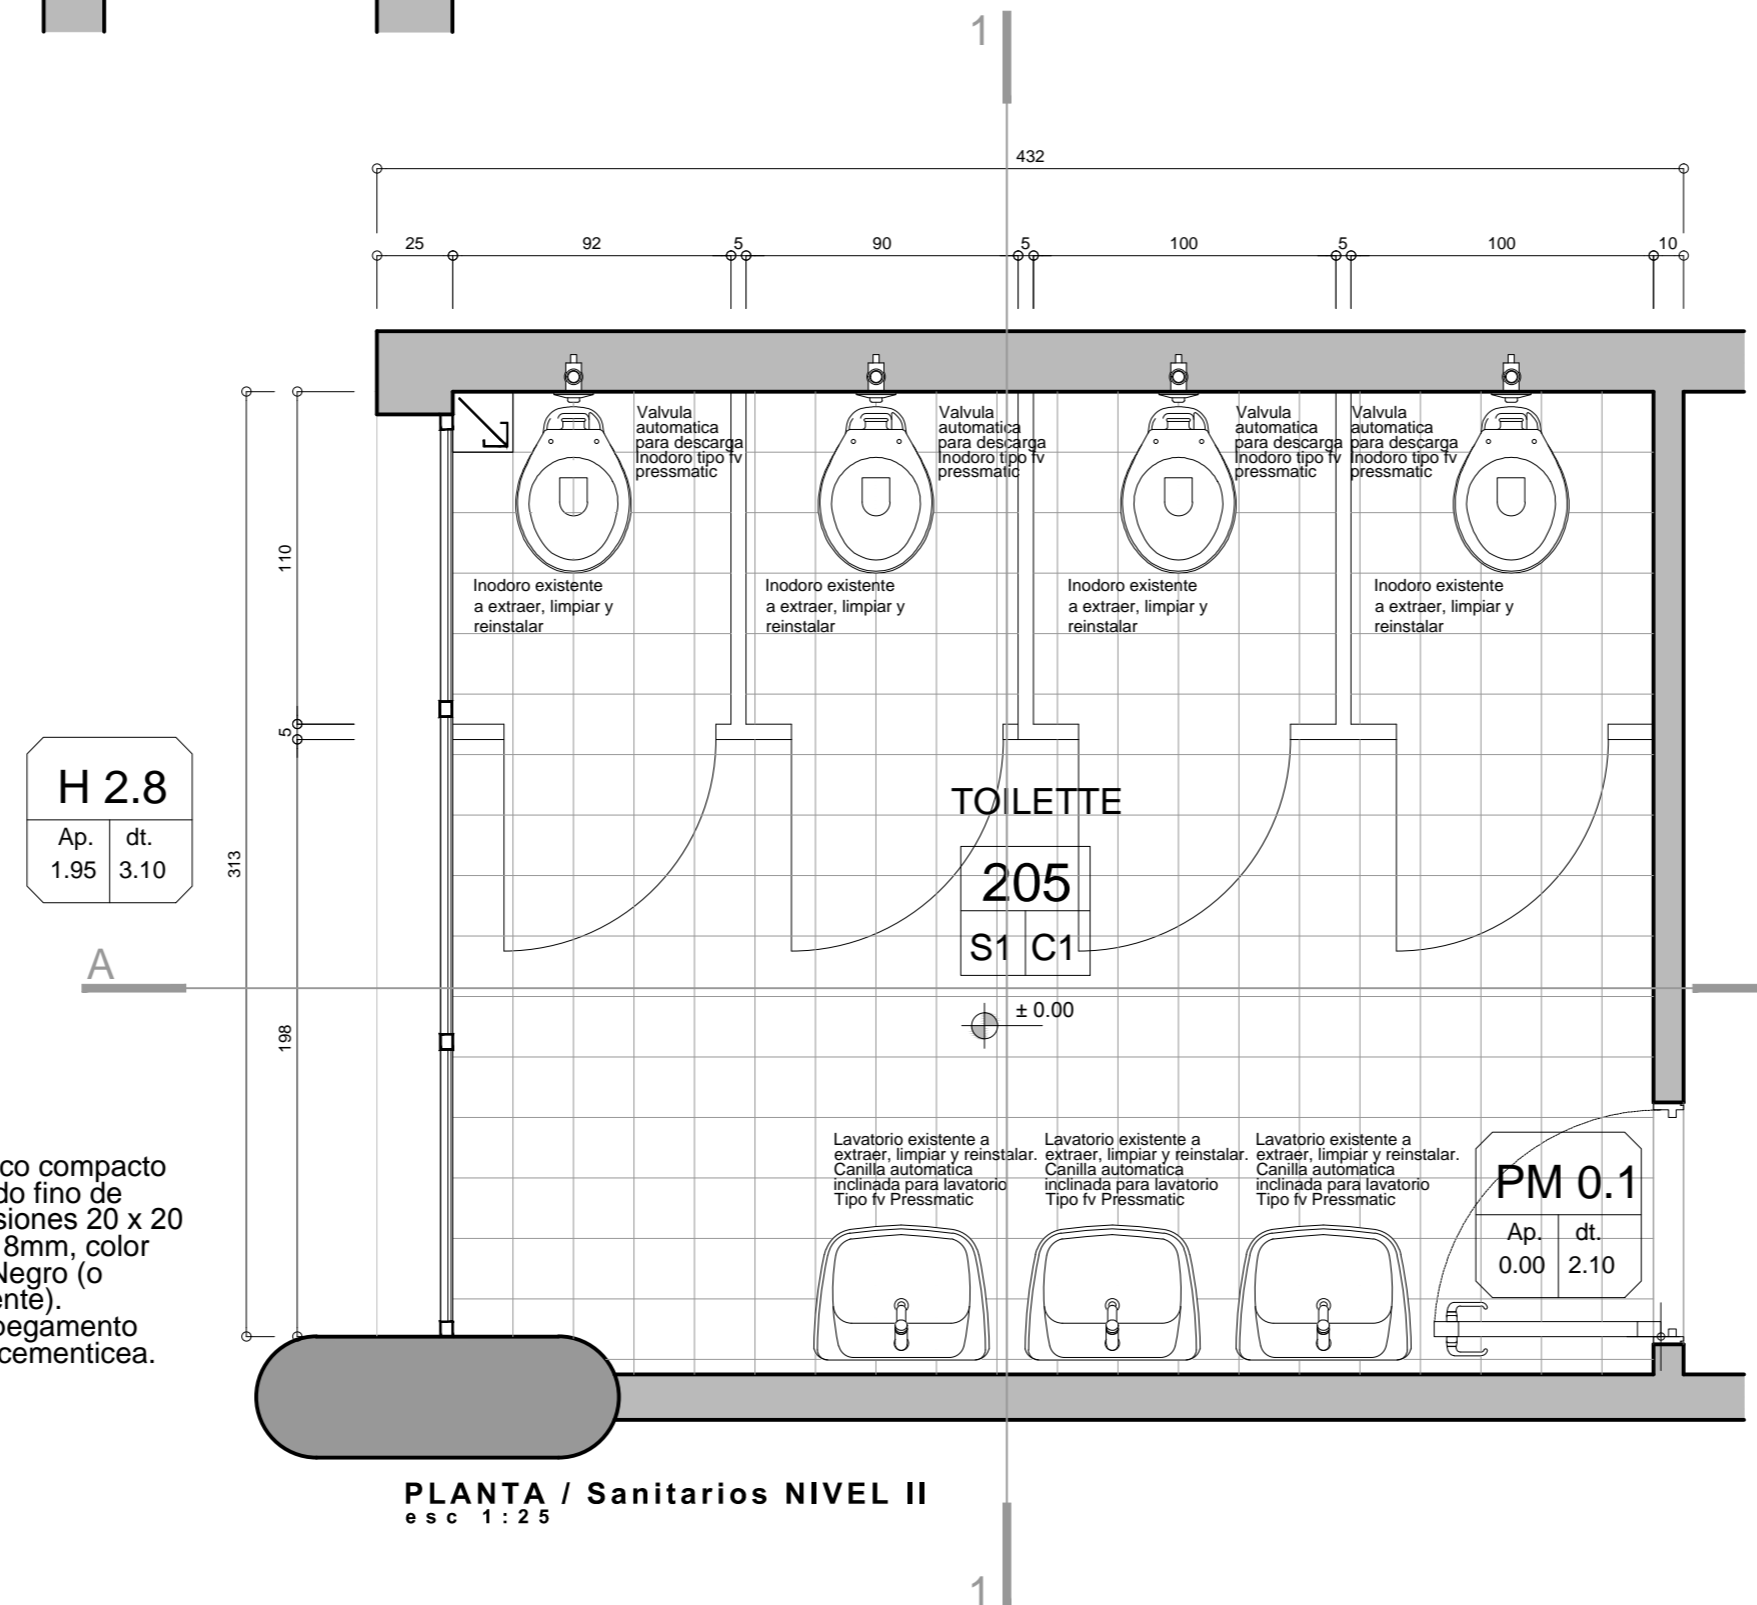 1
432
25 92 5 90 5 100 5 100 10
Valvula
automatica
para descarga
Inodoro tipo fv
pressmatic
Valvula
automatica
para descarga
Inodoro tipo fv
pressmatic
Valvula
automatica
para descarga
Inodoro tipo fv
pressmatic
Valvula
automatica
para descarga
Inodoro tipo fv
pressmatic
110
Inodoro existente
a extraer, limpiar y
reinstalar
Inodoro existente
a extraer, limpiar y
reinstalar
Inodoro existente
a extraer, limpiar y
reinstalar
Inodoro existente
a extraer, limpiar y
reinstalar
5
H 2.8
Ap. dt.
1.95 3.10
313
TOILETTE
205
S1 C1
A
± 0.00
198
Lavatorio existente a
extraer, limpiar y reinstalar.
Canilla automatica
inclinada para lavatorio
Tipo fv Pressmatic
Lavatorio existente a
extraer, limpiar y reinstalar.
Canilla automatica
inclinada para lavatorio
Tipo fv Pressmatic
Lavatorio existente a
extraer, limpiar y reinstalar.
Canilla automatica
inclinada para lavatorio
Tipo fv Pressmatic
PM 0.1
Ap. dt.
0.00 2.10
co compacto
do fino de
siones 20 x 20
8mm, color
Negro (o
ente).
pegamento
cementicea.
PLANTA / Sanitarios NIVEL II
esc 1:25
1